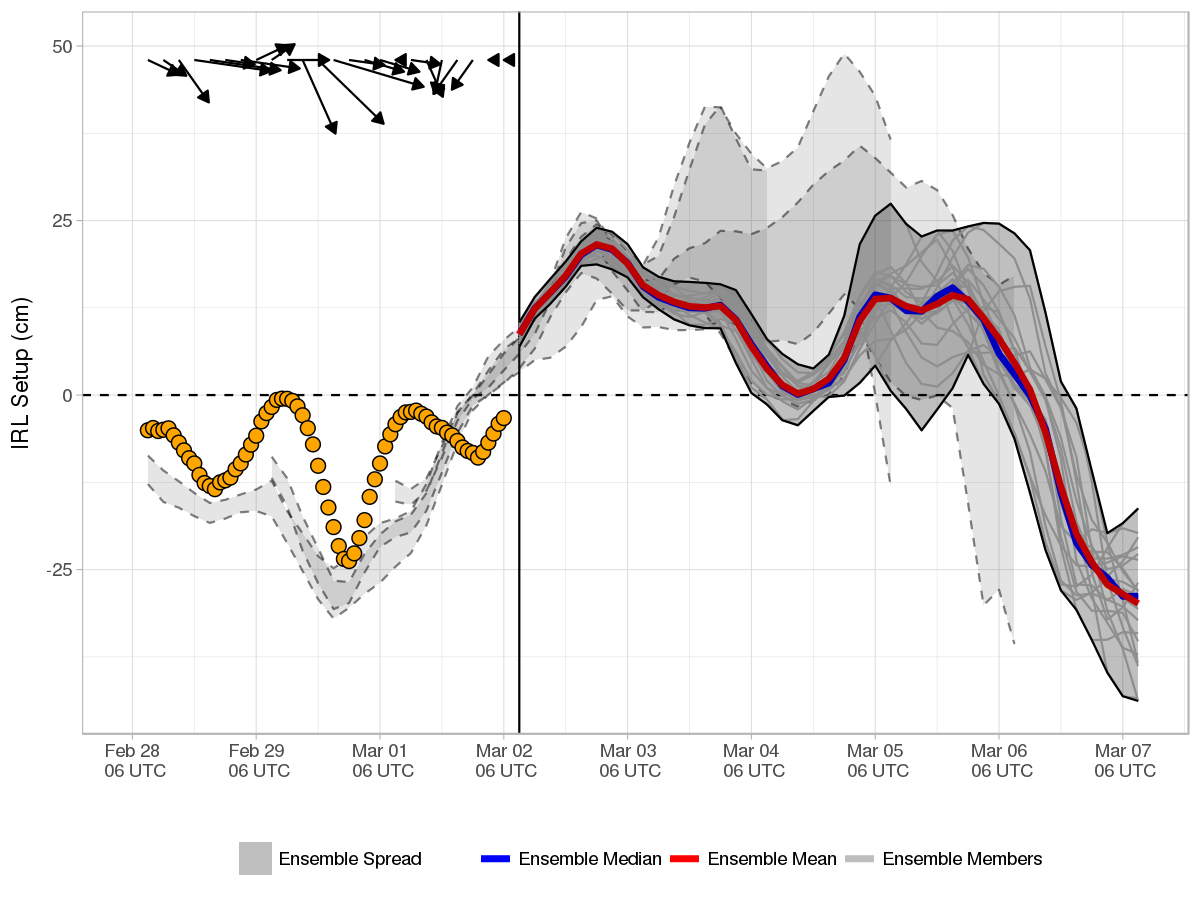 IRL Setup (cm)
50
25
0
-25
Feb 28 Feb 29 Mar 01 Mar 02 Mar 03 Mar 04 Mar 05 Mar 06 Mar 07
06 UTC 06 UTC 06 UTC 06 UTC 06 UTC 06 UTC 06 UTC 06 UTC 06 UTC
Ensemble Spread Ensemble Median Ensemble Mean Ensemble Members